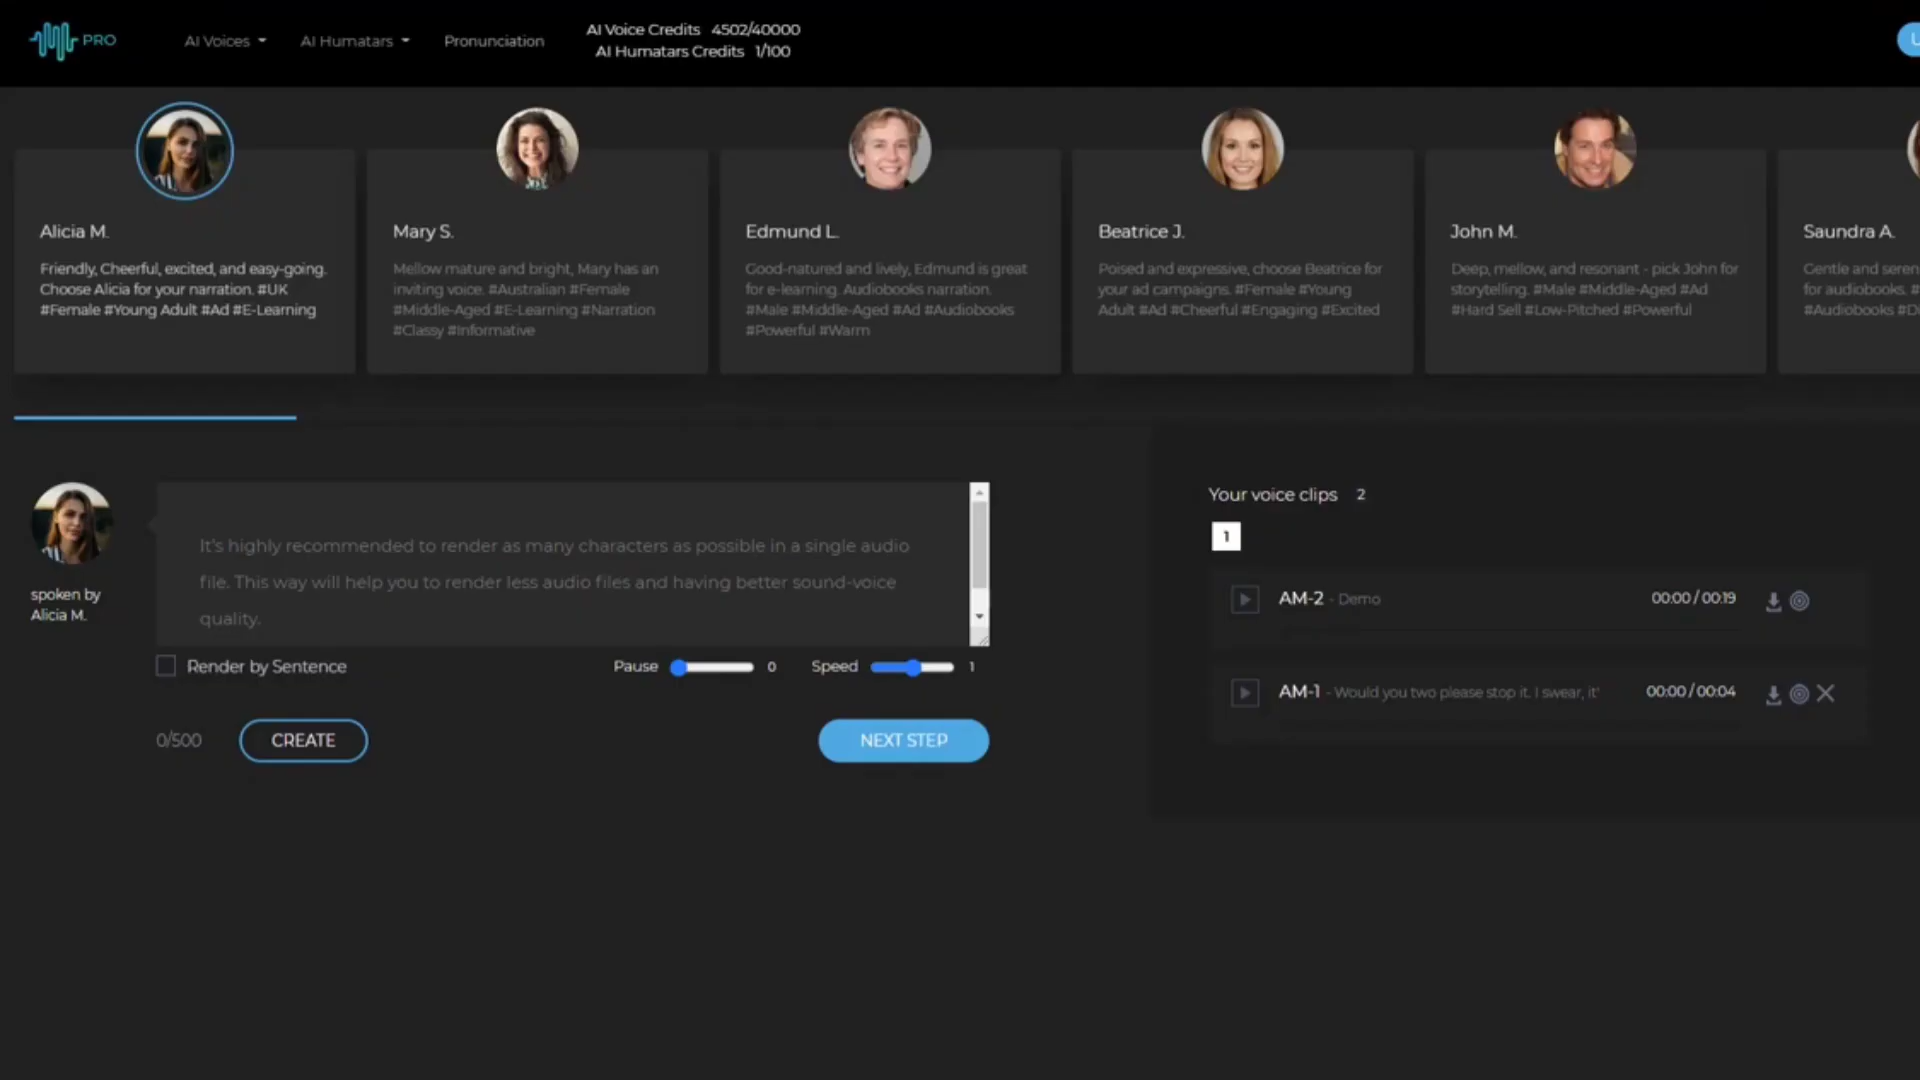 PRO
AI Voices
AI Humatars
Pronunciation
AI Voice Credits 4502/40000
AI Humatars Credits 1/100
Alicia M.
Friendly, Cheerful, excited, and easy-going.
Choose Alicia for your narration. #UK
#Female #Young Adult #Ad #E-Learning
Mary S.
Mellow mature and bright, Mary has an
inviting voice. #Australian #Female
#Middle-Aged #E-Learning #Narration
#Classy #Informative
Edmund L.
Good-natured and lively, Edmund is great
for e-learning. Audiobooks narration.
#Male #Middle-Aged #Ad #Audiobooks
#Powerful #Warm
Beatrice J.
Poised and expressive, choose Beatrice for
your ad campaigns. #Female #Young
Adult #Ad #Cheerful #Engaging #Excited
John M.
Deep, mellow, and resonant - pick John for
storytelling. #Male #Middle-Aged #Ad
#Hard Sell #Low-Pitched #Powerful
Saundra A.
Gentle and
for audiobooks.
#Audiobooks
spoken by
Alicia M.
It's highly recommended to render as many characters as possible in a single audio
file. This way will help you to render less audio files and having better sound-voice
quality.
Render by Sentence
Pause 0
Speed 1
0/500
CREATE
NEXT STEP
Your voice clips 2
1
AM-2 - Demo 00:00 / 00:19
AM-1 - Would you two please stop it. I swear, it' 00:00 / 00:04